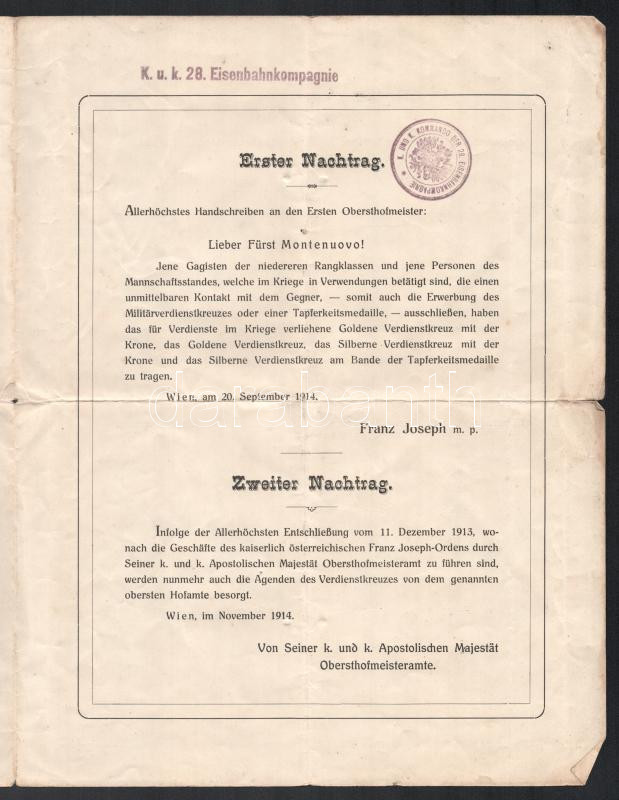 K. u. k. 28. Eisenbahnkompagnie
K. UND K. KOMMANDO DER 28. EISENBAHNKOMPAGNIE
Erster Nachtrag.
Allerhöchstes Handschreiben an den Ersten Obersthofmeister:
Lieber Fürst Montenuovo!
Jene Gagisten der niedereren Rangklassen und jene Personen des
Mannschaftsstandes, welche im Kriege in Verwendungen betätigt sind, die einen
unmittelbaren Kontakt mit dem Gegner, — somit auch die Erwerbung des
Militärverdienstkreuzes oder einer Tapferkeitsmedaille, — ausschließen, haben
das für Verdienste im Kriege verliehene Goldene Verdienstkreuz mit der
Krone, das Goldene Verdienstkreuz, das Silberne Verdienstkreuz mit der
Krone und das Silberne Verdienstkreuz am Bande der Tapferkeitsmedaille
zu tragen.
darabanth
Wien, am 20. September 1914.
Franz Joseph m. p.
Zweiter Nachtrag.
Infolge der Allerhöchsten Entschließung vom 11. Dezember 1913, wo-
nach die Geschäfte des kaiserlich österreichischen Franz Joseph-Ordens durch
Seiner k. und k. Apostolischen Majestät Obersthofmeisteramt zu führen sind,
werden nunmehr auch die Agenden des Verdienstkreuzes von dem genannten
obersten Hofamte besorgt.
Wien, im November 1914.
Von Seiner k. und k. Apostolischen Majestät
Obersthofmeisteramte.